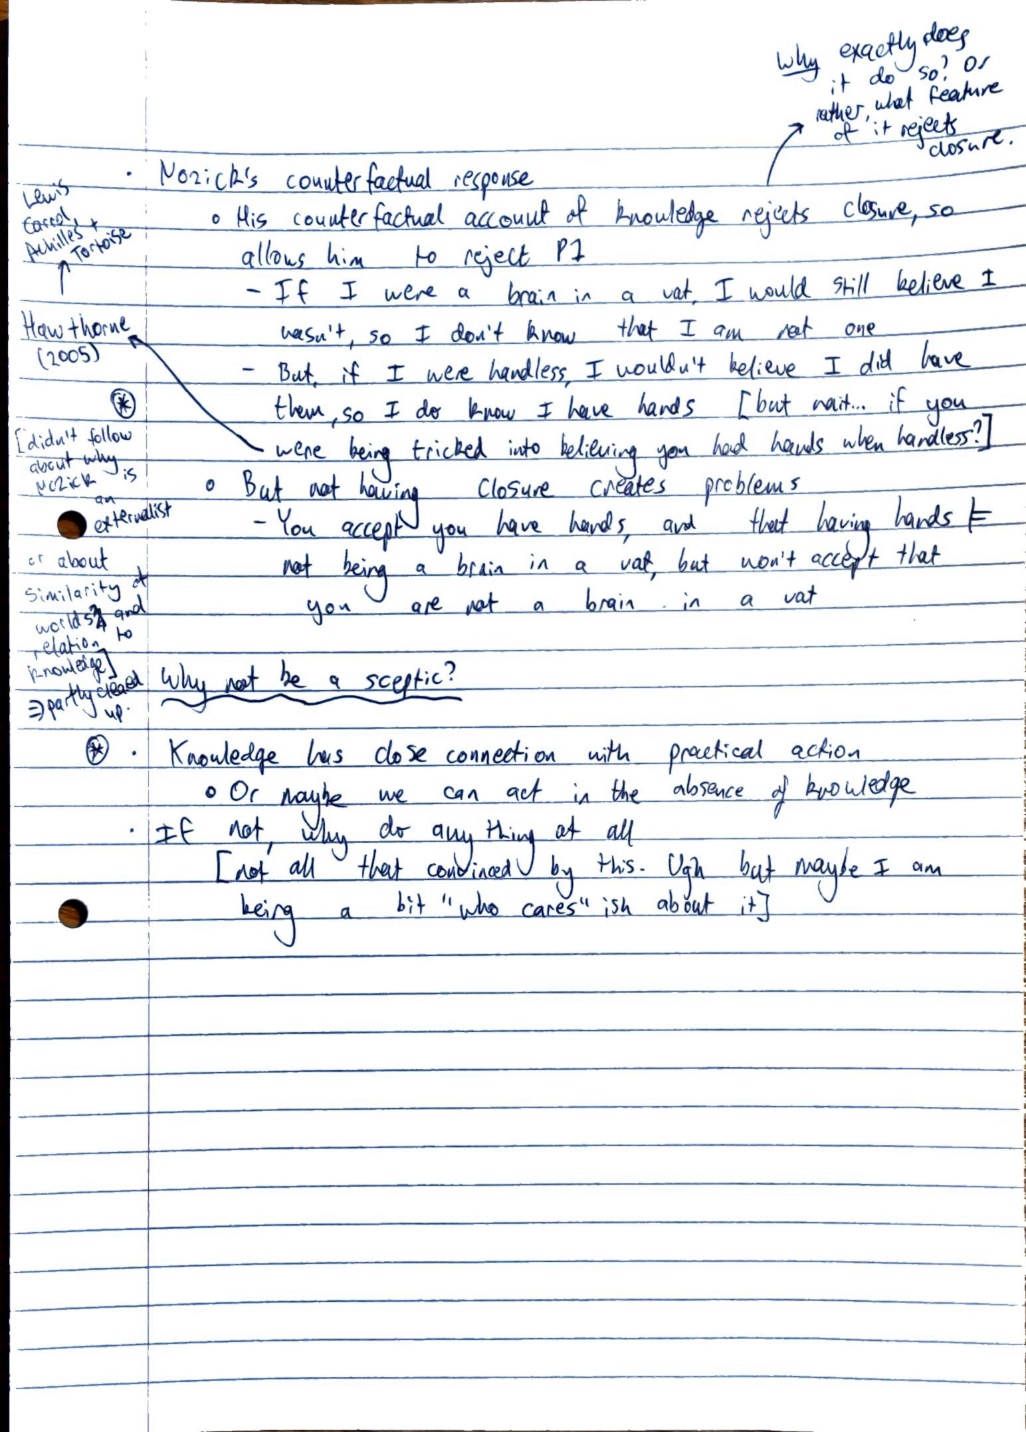 Why exactly does
it do so? Or
rather, what feature
of it rejects
closure.
· Nozick's counterfactual response
o His counterfactual account of knowledge rejects closure, so
allows him to reject P1
- If I were a brain in a vat, I would still believe I
wasn't, so I don't know that I am not one
- But, if I were handless, I wouldn't believe I did have
them, so I do know I have hands [but wait... if you
were being tricked into believing you had hands when handless?]
o But not having closure creates problems
- You accept you have hands, and that having hands ⊨
not being a brain in a vat, but won't accept that
you are not a brain in a vat
Lewis
Carrol,
Achilles +
Tortoise
Hawthorne
(2005)
*
[didn't follow
about why
Nozick is
an
externalist
or about
similarity of
worlds and
relation to
knowledge]
⇒ partly cleared
up.
Why not be a sceptic?
* · Knowledge has close connection with practical action
o Or maybe we can act in the absence of knowledge
· If not, why do anything at all
[not all that convinced by this. Ugh but maybe I am
being a bit "who cares" ish about it]